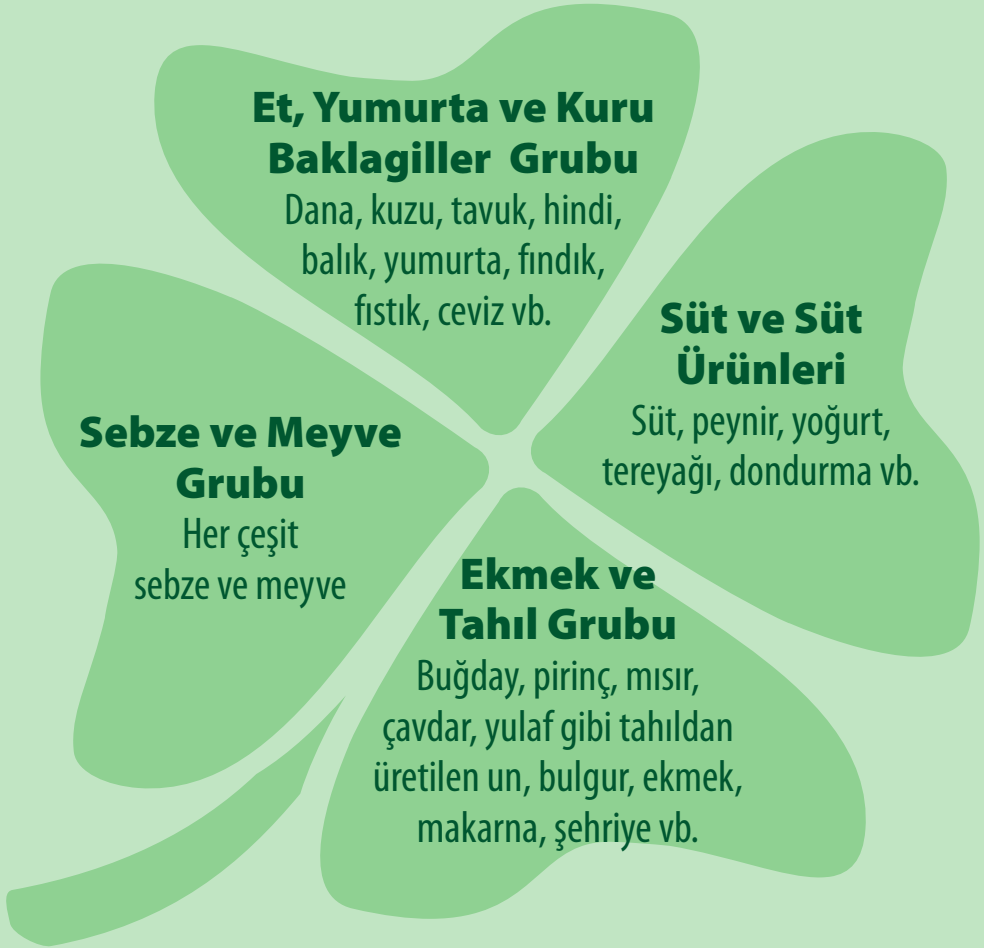 Et, Yumurta ve Kuru
Baklagiller Grubu
Dana, kuzu, tavuk, hindi,
balık, yumurta, fındık,
fıstık, ceviz vb.
Süt ve Süt
Ürünleri
Süt, peynir, yoğurt,
tereyağı, dondurma vb.
Sebze ve Meyve
Grubu
Her çeşit
sebze ve meyve
Ekmek ve
Tahıl Grubu
Buğday, pirinç, mısır,
çavdar, yulaf gibi tahıldan
üretilen un, bulgur, ekmek,
makarna, şehriye vb.